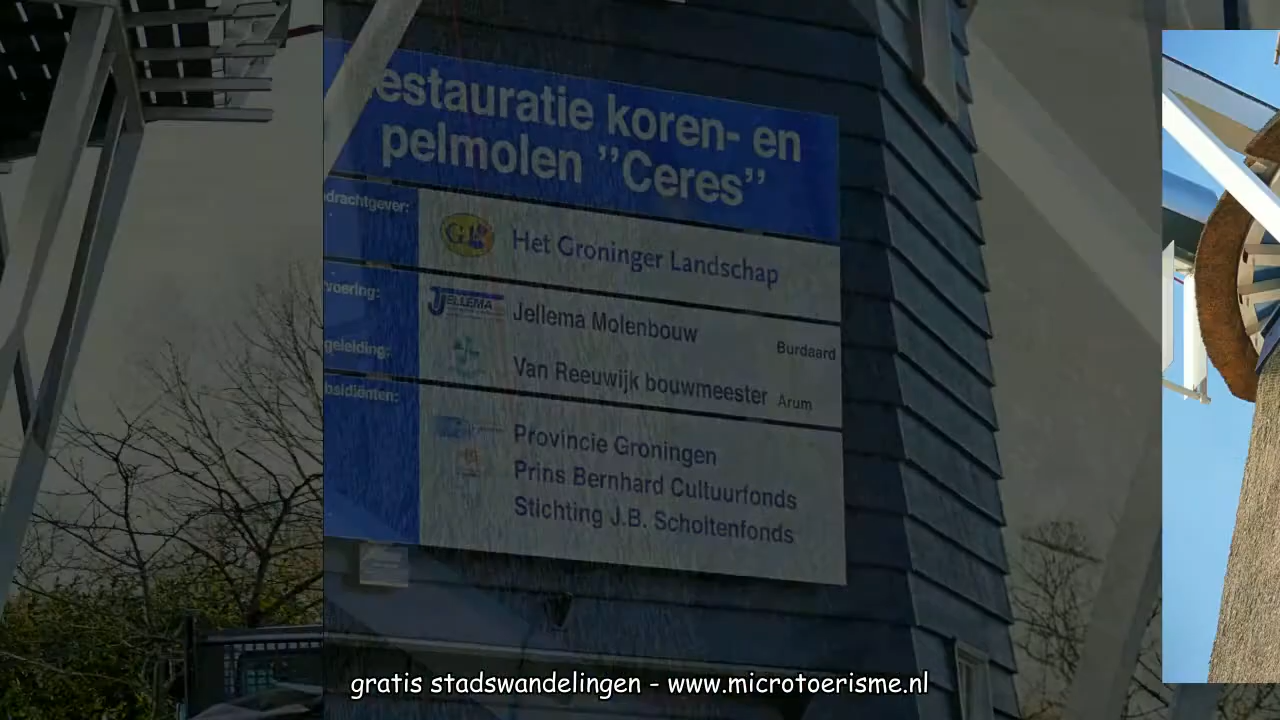 estauratie koren- en
pelmolen "Ceres"
drachtgever:
GL
Het Groninger Landschap
voering:
JELLEMA
Jellema Molenbouw
Burdaard
geleiding:
Van Reeuwijk bouwmeester Arum
bsidiënten:
Provincie Groningen
Prins Bernhard Cultuurfonds
Stichting J.B. Scholtenfonds
gratis stadswandelingen - www.microtoerisme.nl